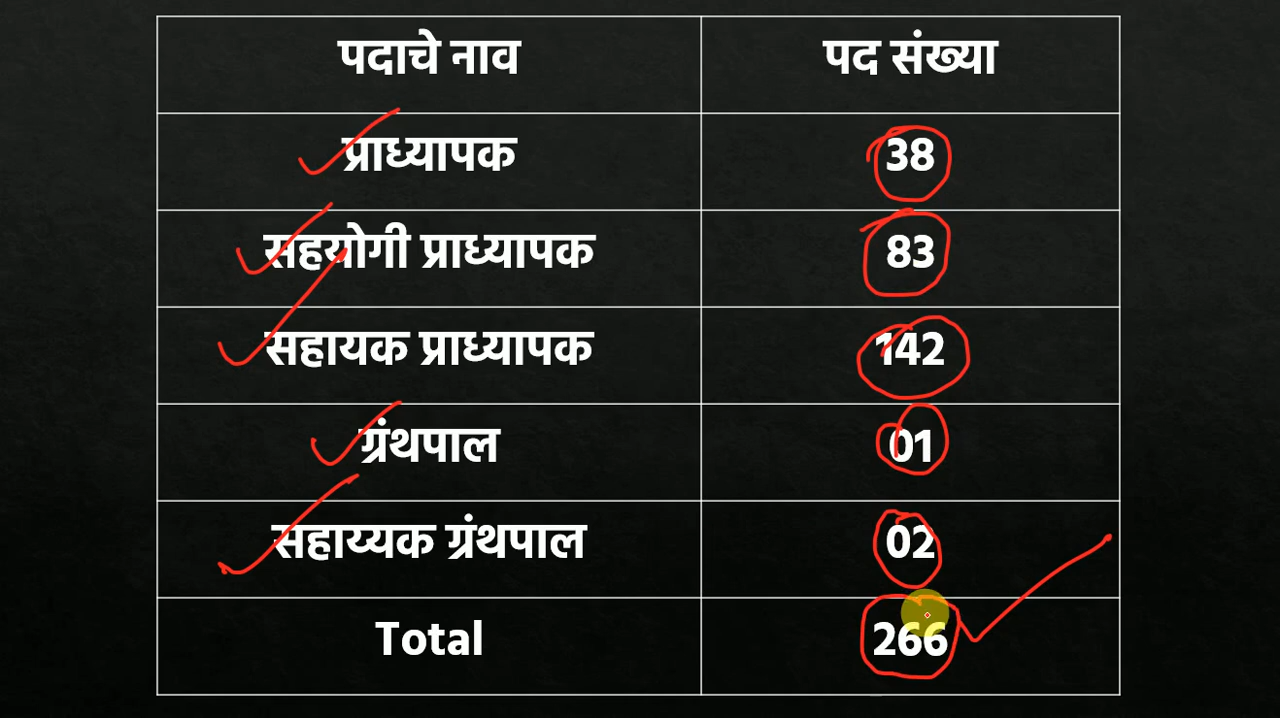 पदाचे नाव पद संख्या
प्राध्यापक 38
सहयोगी प्राध्यापक 83
सहायक प्राध्यापक 142
ग्रंथपाल 01
सहाय्यक ग्रंथपाल 02
Total 266